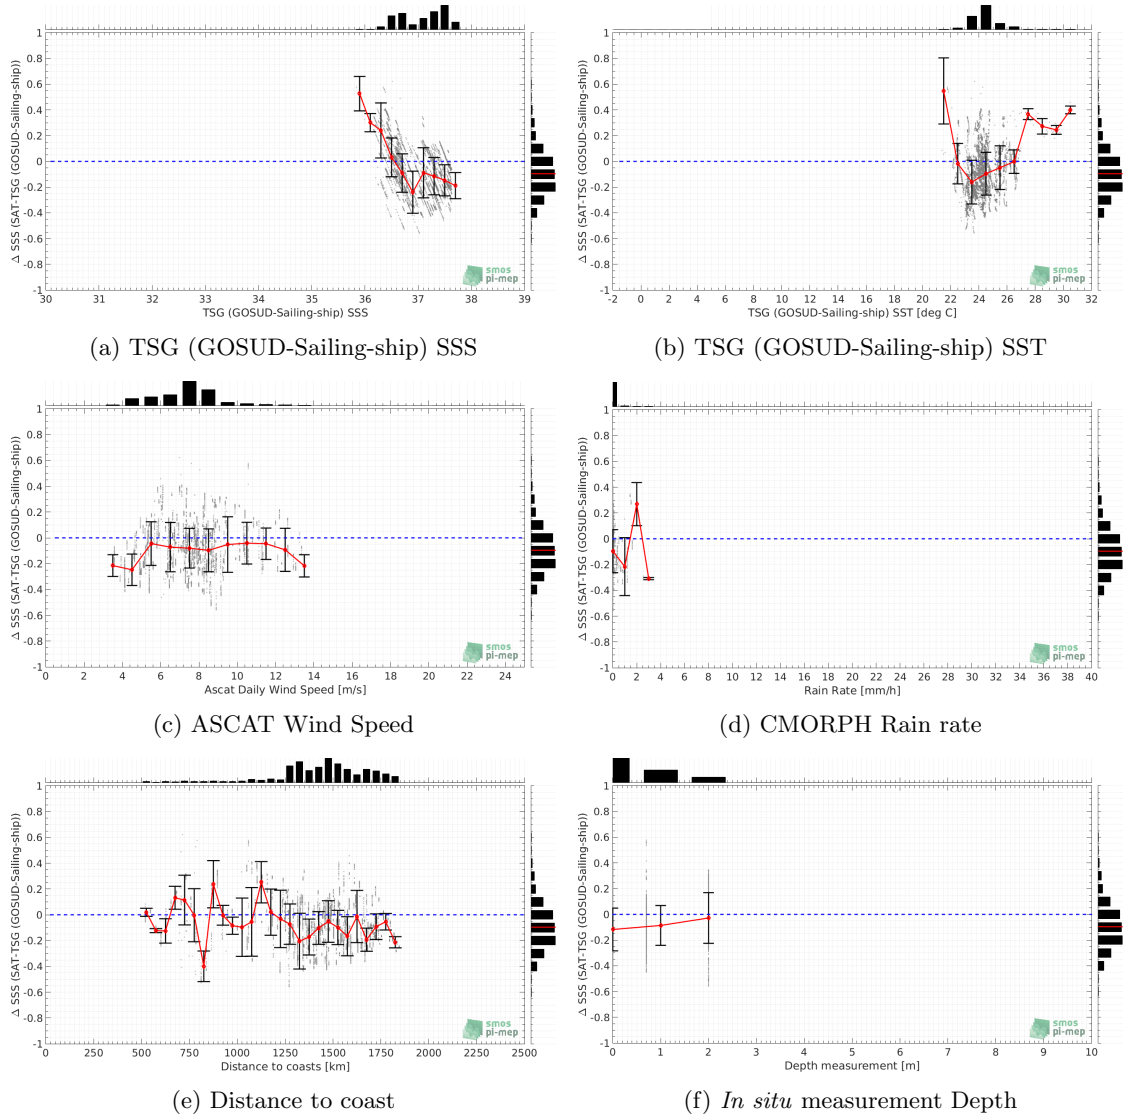 1
0.8
0.6
0.4
0.2
0
-0.2
-0.4
-0.6
-0.8
-1
Δ SSS (SAT-TSG (GOSUD-Sailing-ship))
30 31 32 33 34 35 36 37 38 39
TSG (GOSUD-Sailing-ship) SSS
smos
pi-mep
(a) TSG (GOSUD-Sailing-ship) SSS
1
0.8
0.6
0.4
0.2
0
-0.2
-0.4
-0.6
-0.8
-1
Δ SSS (SAT-TSG (GOSUD-Sailing-ship))
-2 0 2 4 6 8 10 12 14 16 18 20 22 24 26 28 30 32
TSG (GOSUD-Sailing-ship) SST [deg C]
smos
pi-mep
(b) TSG (GOSUD-Sailing-ship) SST
1
0.8
0.6
0.4
0.2
0
-0.2
-0.4
-0.6
-0.8
-1
Δ SSS (SAT-TSG (GOSUD-Sailing-ship))
0 2 4 6 8 10 12 14 16 18 20 22 24
Ascat Daily Wind Speed [m/s]
smos
pi-mep
(c) ASCAT Wind Speed
1
0.8
0.6
0.4
0.2
0
-0.2
-0.4
-0.6
-0.8
-1
Δ SSS (SAT-TSG (GOSUD-Sailing-ship))
0 2 4 6 8 10 12 14 16 18 20 22 24 26 28 30 32 34 36 38 40
Rain Rate [mm/h]
smos
pi-mep
(d) CMORPH Rain rate
1
0.8
0.6
0.4
0.2
0
-0.2
-0.4
-0.6
-0.8
-1
Δ SSS (SAT-TSG (GOSUD-Sailing-ship))
0 250 500 750 1000 1250 1500 1750 2000 2250 2500
Distance to coasts [km]
smos
pi-mep
(e) Distance to coast
1
0.8
0.6
0.4
0.2
0
-0.2
-0.4
-0.6
-0.8
-1
Δ SSS (SAT-TSG (GOSUD-Sailing-ship))
0 1 2 3 4 5 6 7 8 9 10
Depth measurement [m]
smos
pi-mep
(f) In situ measurement Depth